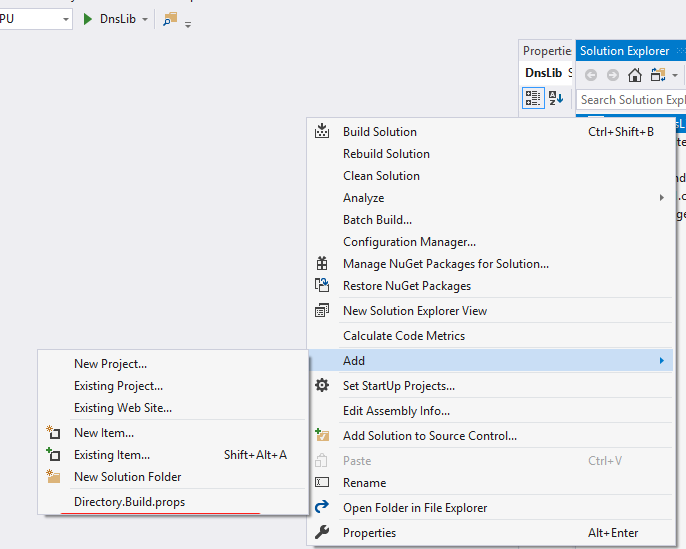 PU
DnsLib
Properties
Solution Explorer
DnsLib S
Search Solution Expl
Build Solution Ctrl+Shift+B
Rebuild Solution
Clean Solution
Analyze
Batch Build...
Configuration Manager...
Manage NuGet Packages for Solution...
Restore NuGet Packages
New Solution Explorer View
Calculate Code Metrics
Add
Set StartUp Projects...
Edit Assembly Info...
Add Solution to Source Control...
Paste Ctrl+V
Rename
Open Folder in File Explorer
Properties Alt+Enter
New Project...
Existing Project...
Existing Web Site...
New Item...
Existing Item... Shift+Alt+A
New Solution Folder
Directory.Build.props